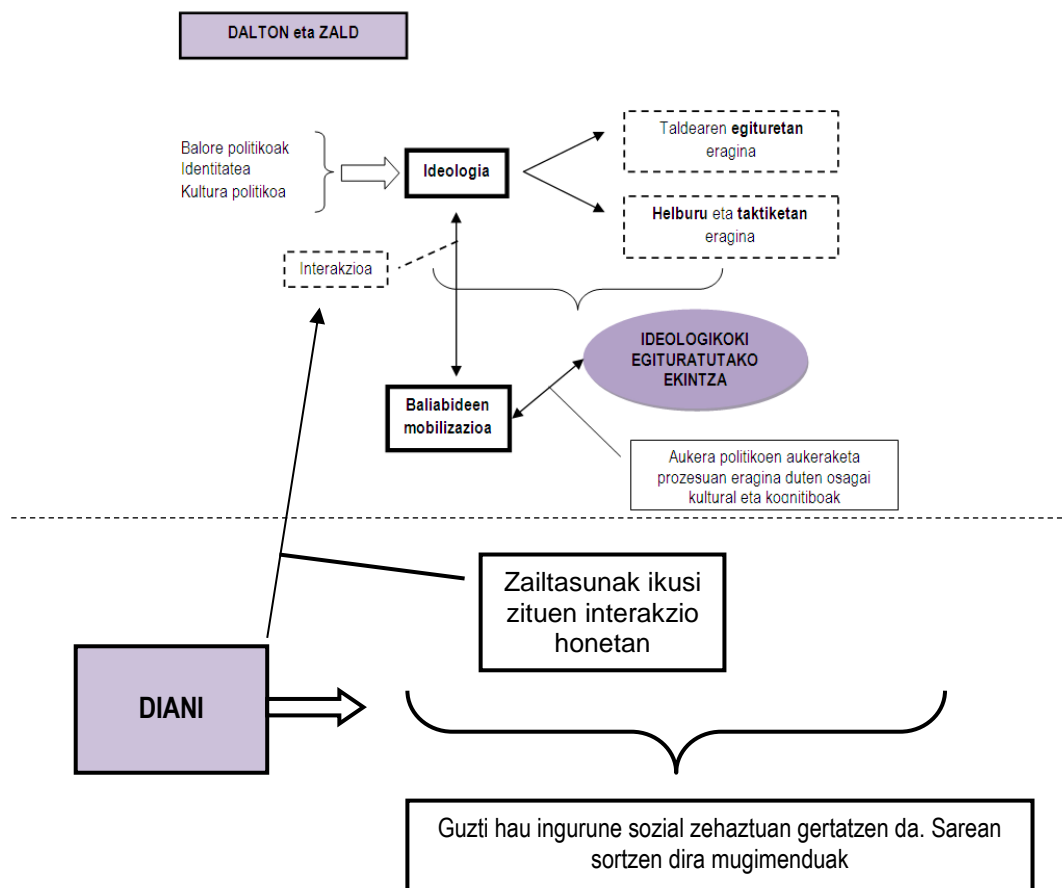 DALTON eta ZALD
Balore politikoak
Identitatea
Kultura politikoa
Ideologia
Taldearen egituretan
eragina
Helburu eta taktiketan
eragina
Interakzioa
IDEOLOGIKOKI
EGITURATUTAKO
EKINTZA
Baliabideen
mobilizazioa
Aukera politikoen aukeraketa
prozesuan eragina duten osagai
kultural eta kognitiboak
Zailtasunak ikusi
zituen interakzio
honetan
DIANI
Guzti hau ingurune sozial zehaztuan gertatzen da. Sarean
sortzen dira mugimenduak